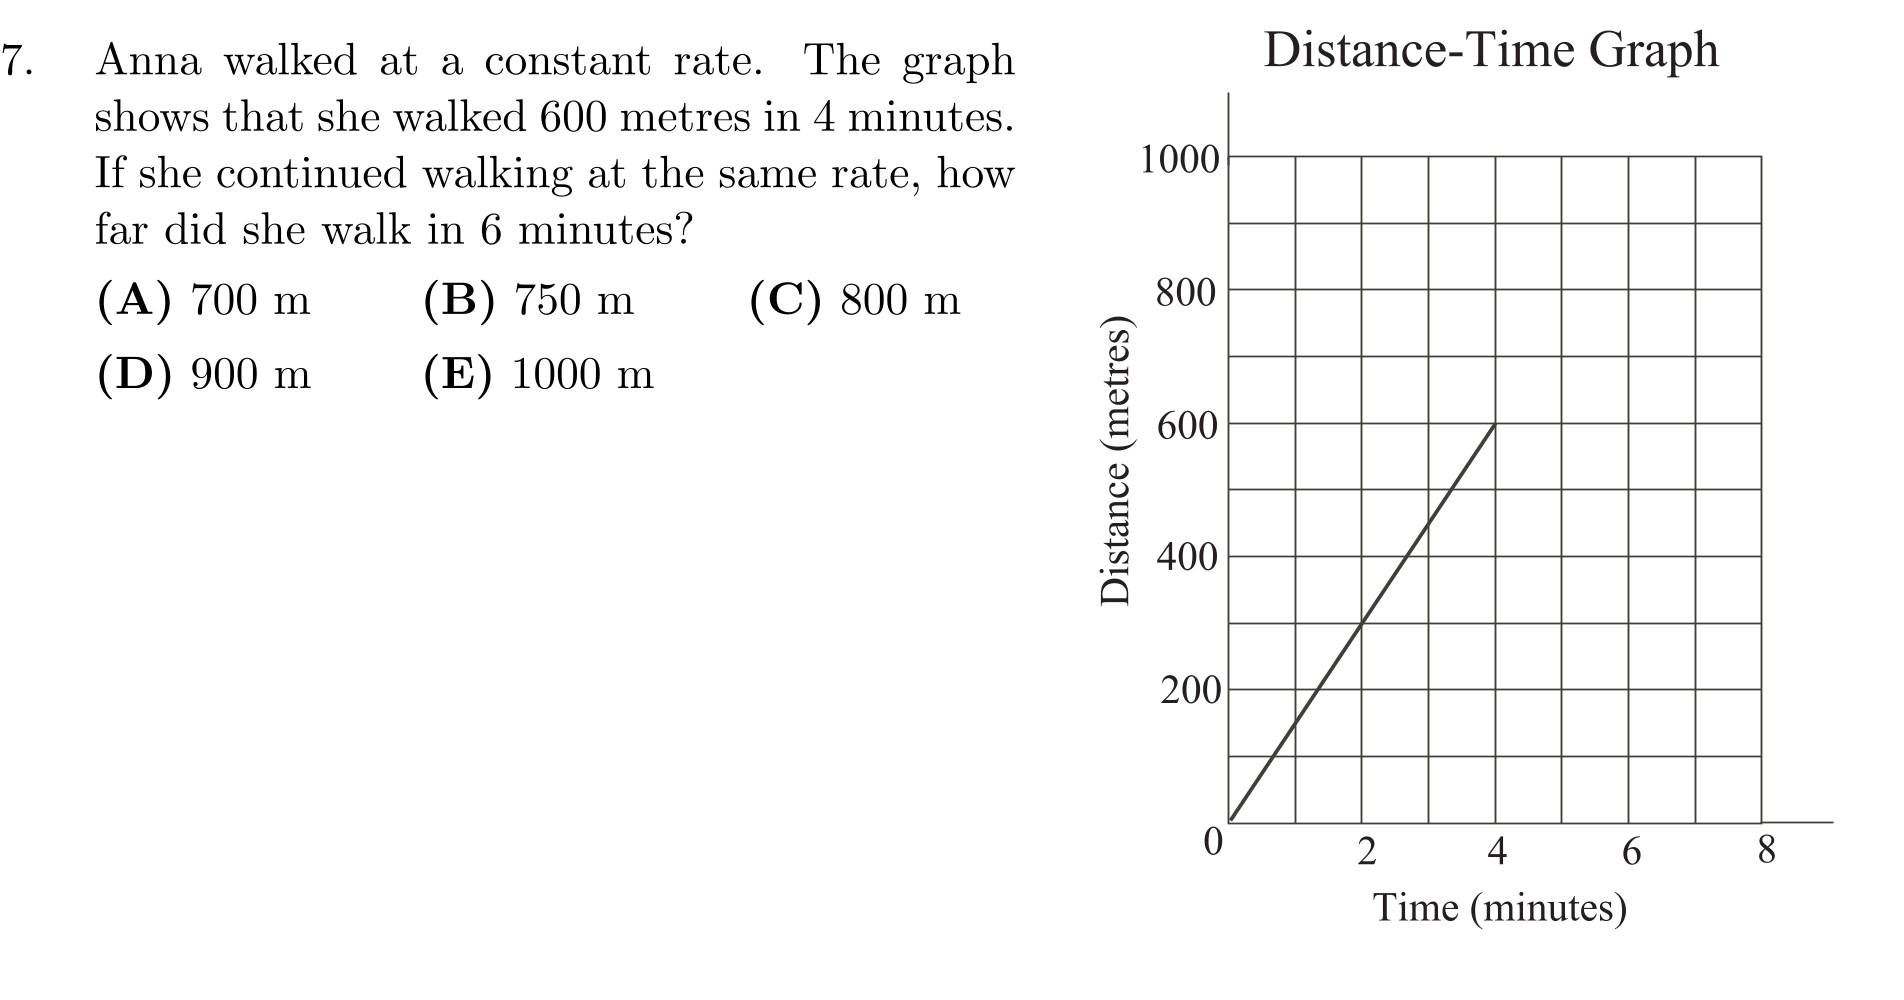 7. Anna walked at a constant rate. The graph
shows that she walked 600 metres in 4 minutes.
If she continued walking at the same rate, how
far did she walk in 6 minutes?
(A) 700 m (B) 750 m (C) 800 m
(D) 900 m (E) 1000 m
Distance-Time Graph
Distance (metres)
1000
800
600
400
200
0
2 4 6 8
Time (minutes)